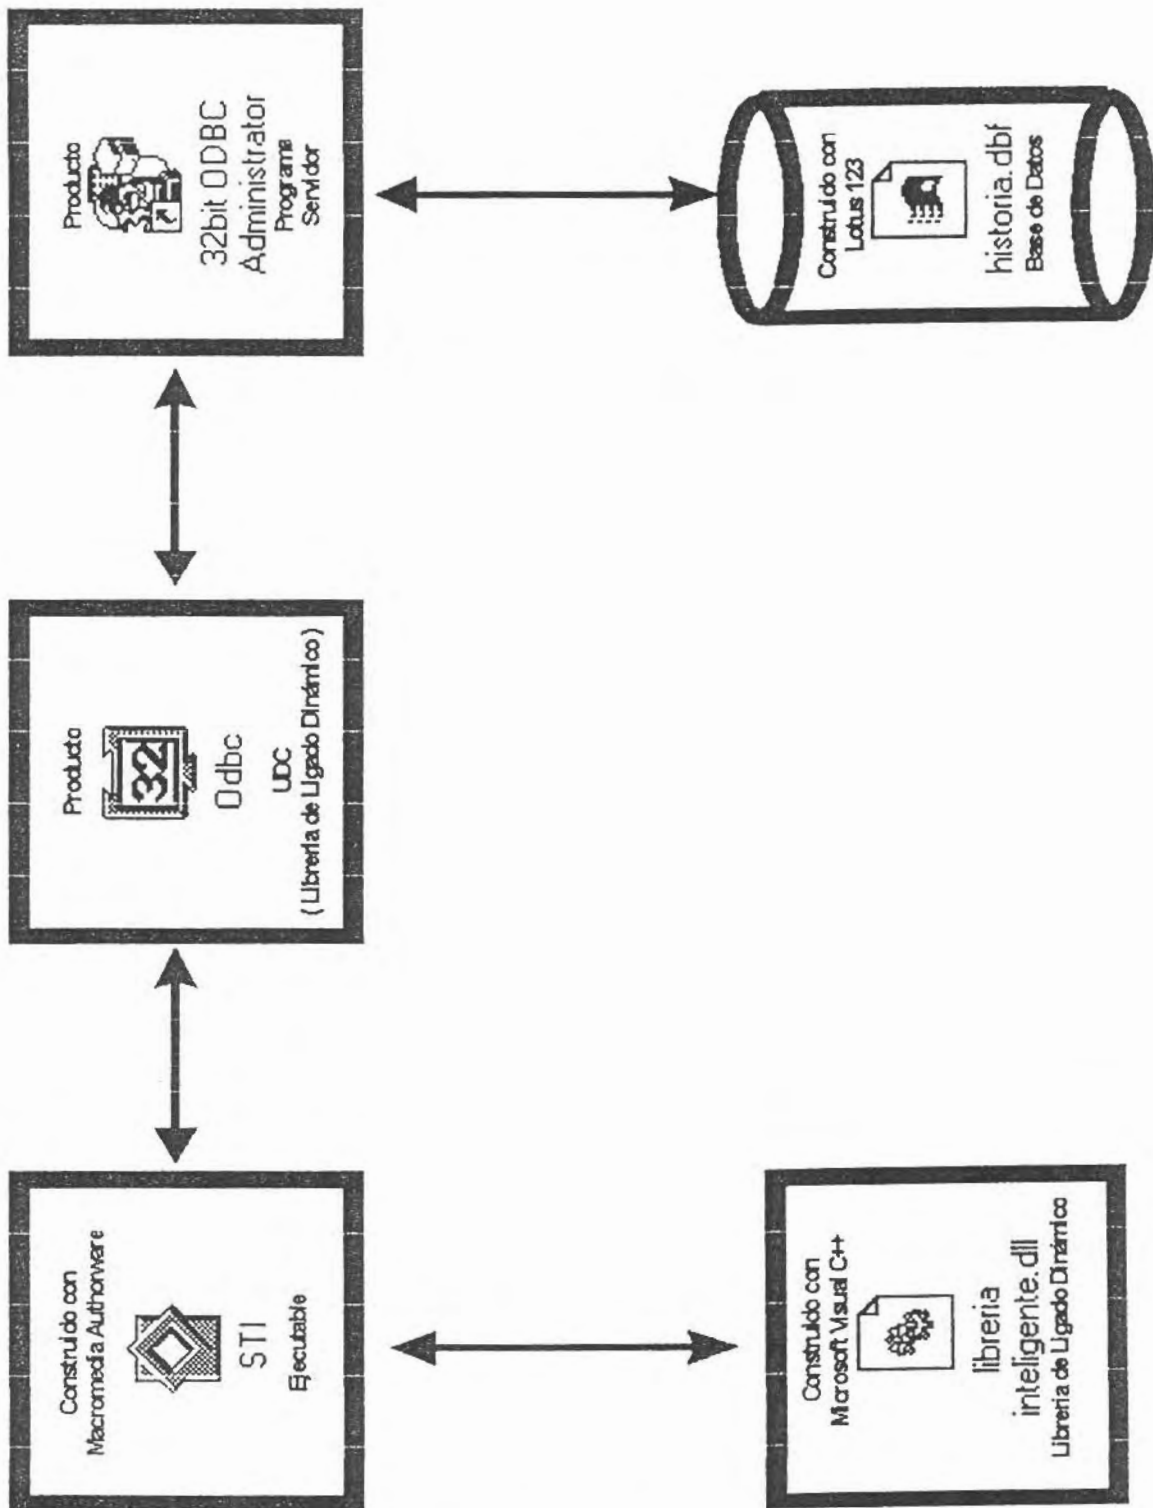 Construido con
Macromedia Authorware
STI
Ejecutable
Producto
32
Odbc
UDC
(Librería de Ligado Dinámico)
Producto
32bit ODBC
Administrator
Programa
Servidor
Construido con
Microsoft Visual C++
libreria
inteligente.dll
Librería de Ligado Dinámico
Construido con
Lotus 123
historia.dbf
Base de Datos